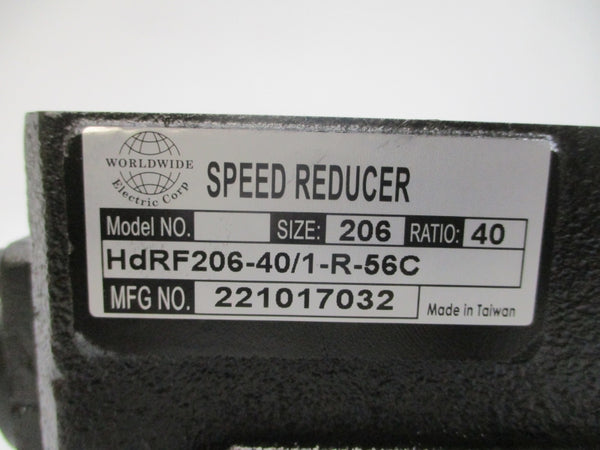 WORLDWIDE
Electric Corp
SPEED REDUCER
Model NO. SIZE: 206 RATIO: 40
HdRF206-40/1-R-56C
MFG NO. 221017032
Made in Taiwan